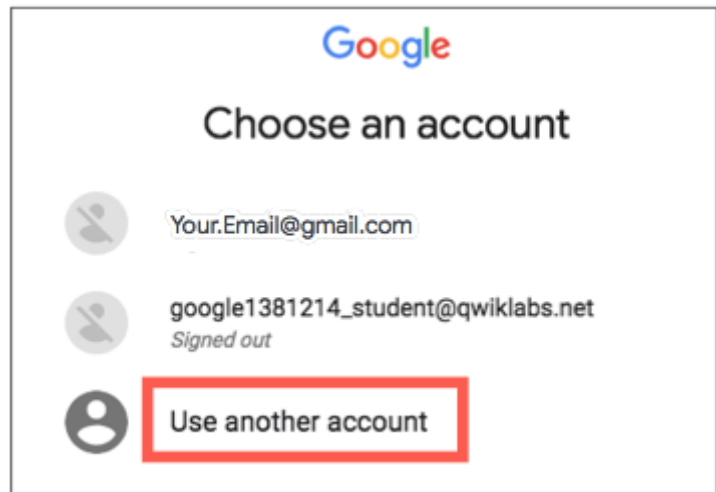 Google
Choose an account
Your.Email@gmail.com
google1381214_student@qwiklabs.net
Signed out
Use another account